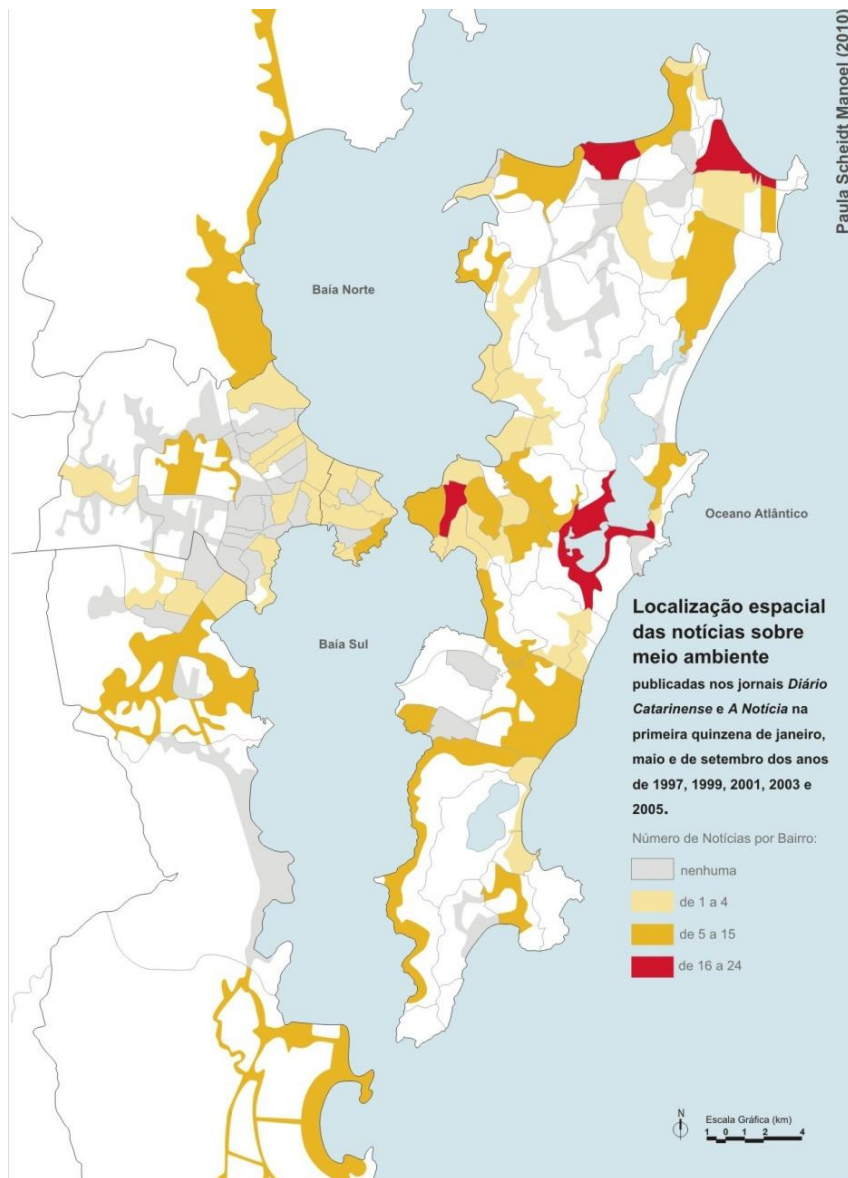 Paula Scheidt Manoel (2010)
Baía Norte
Oceano Atlântico
Baía Sul
Localização espacial
das notícias sobre
meio ambiente
publicadas nos jornais Diário
Catarinense e A Notícia na
primeira quinzena de janeiro,
maio e de setembro dos anos
de 1997, 1999, 2001, 2003 e
2005.
Número de Notícias por Bairro:
nenhuma
de 1 a 4
de 5 a 15
de 16 a 24
N
Escala Gráfica (km)
1 0 1 2 4